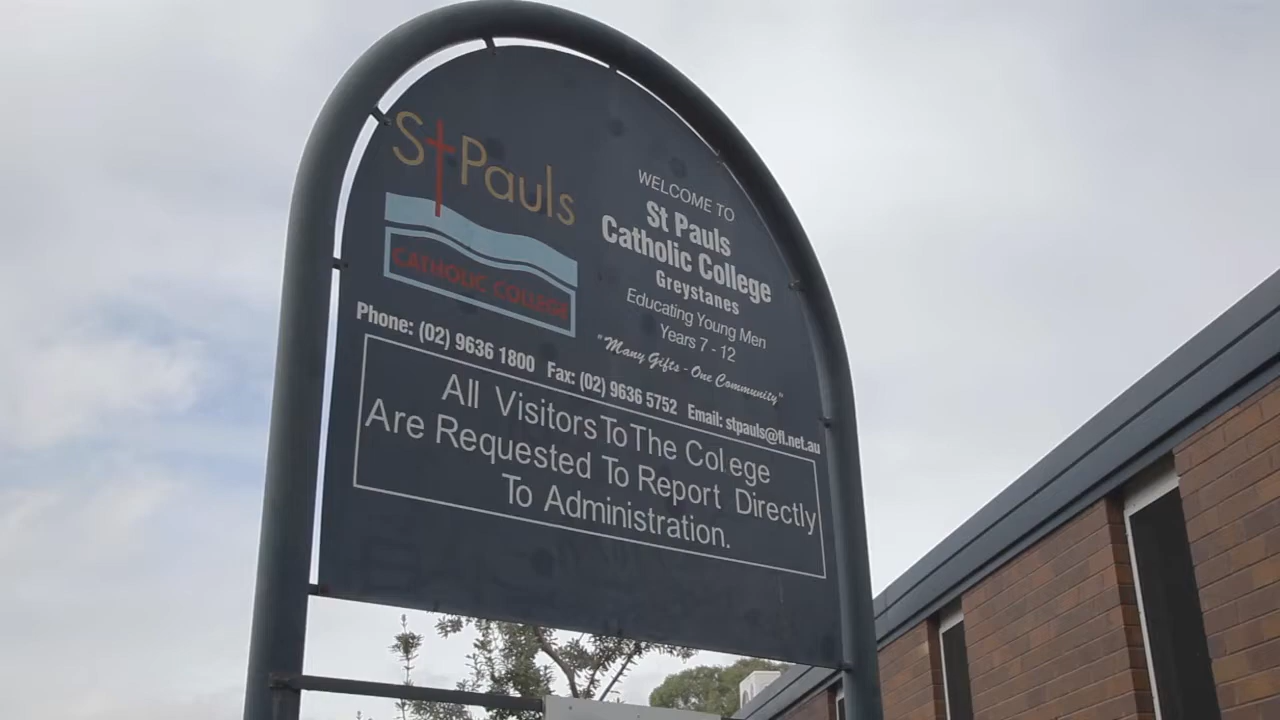 St Pauls
CATHOLIC COLLEGE
WELCOME TO
St Pauls
Catholic College
Greystanes
Educating Young Men
Years 7 - 12
"Many Gifts - One Community"
Phone: (02) 9636 1800 Fax: (02) 9636 5752 Email: stpauls@fl.net.au
All Visitors To The Col ege
Are Requested To Report Directly
To Administration.